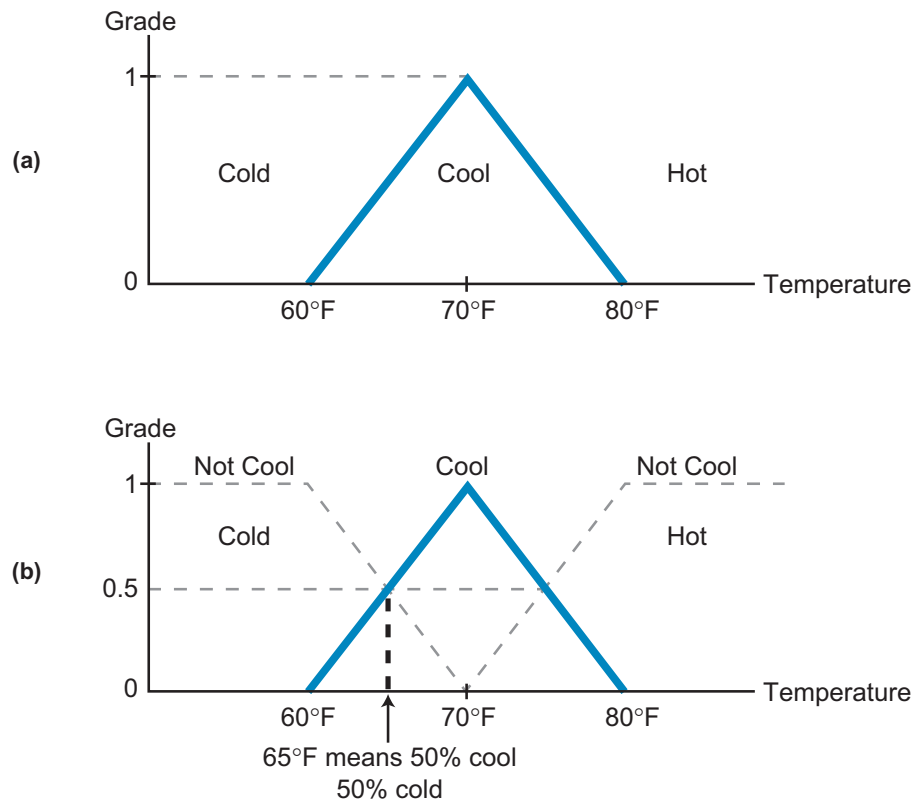 Grade
1
(a)
Cold Cool Hot
0
Temperature
60°F 70°F 80°F
Grade
Not Cool Cool Not Cool
1
Cold Hot
(b)
0.5
0
Temperature
60°F 70°F 80°F
65°F means 50% cool
50% cold